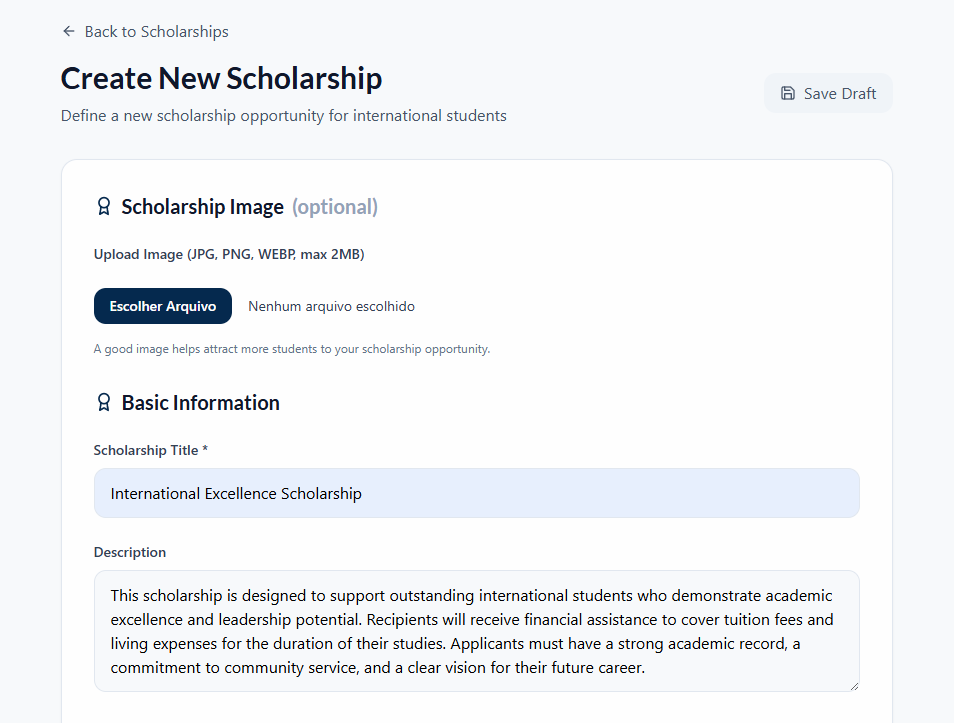 Back to Scholarships
Create New Scholarship
Define a new scholarship opportunity for international students
Save Draft
Scholarship Image (optional)
Upload Image (JPG, PNG, WEBP, max 2MB)
Escolher Arquivo Nenhum arquivo escolhido
A good image helps attract more students to your scholarship opportunity.
Basic Information
Scholarship Title *
International Excellence Scholarship
Description
This scholarship is designed to support outstanding international students who demonstrate academic
excellence and leadership potential. Recipients will receive financial assistance to cover tuition fees and
living expenses for the duration of their studies. Applicants must have a strong academic record, a
commitment to community service, and a clear vision for their future career.